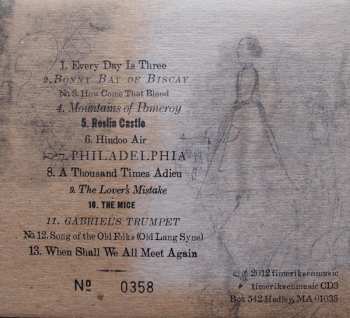 1. Every Day Is Three
2. Bonny Bay of Biscay
No 3. How Come That Blood
4. Mountains of Pomeroy
5. Roslin Castle
6. Hindoo Air
7. PHILADELPHIA
8. A Thousand Times Adieu
9. The Lover's Mistake
10. THE MICE
11. GABRIEL'S TRUMPET
No 12. Song of the Old Folks (Old Lang Syne)
13. When Shall We All Meet Again
No 0358
© ℗ 2012 timeriksenmusic
timeriksenmusic CD3
Box 542 Hadley, MA 01035